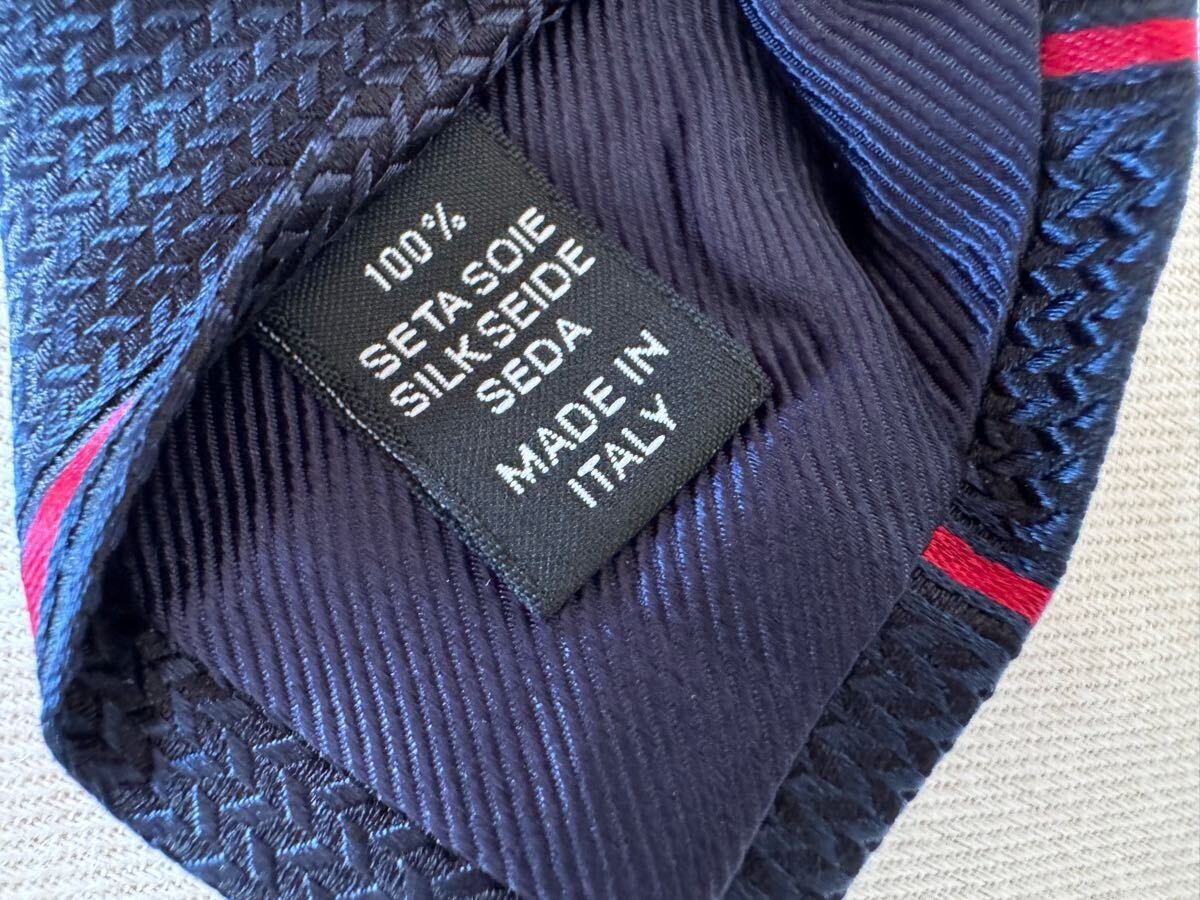 100%
SETA SOIE
SILK SEIDE
SEDA
MADE IN
ITALY